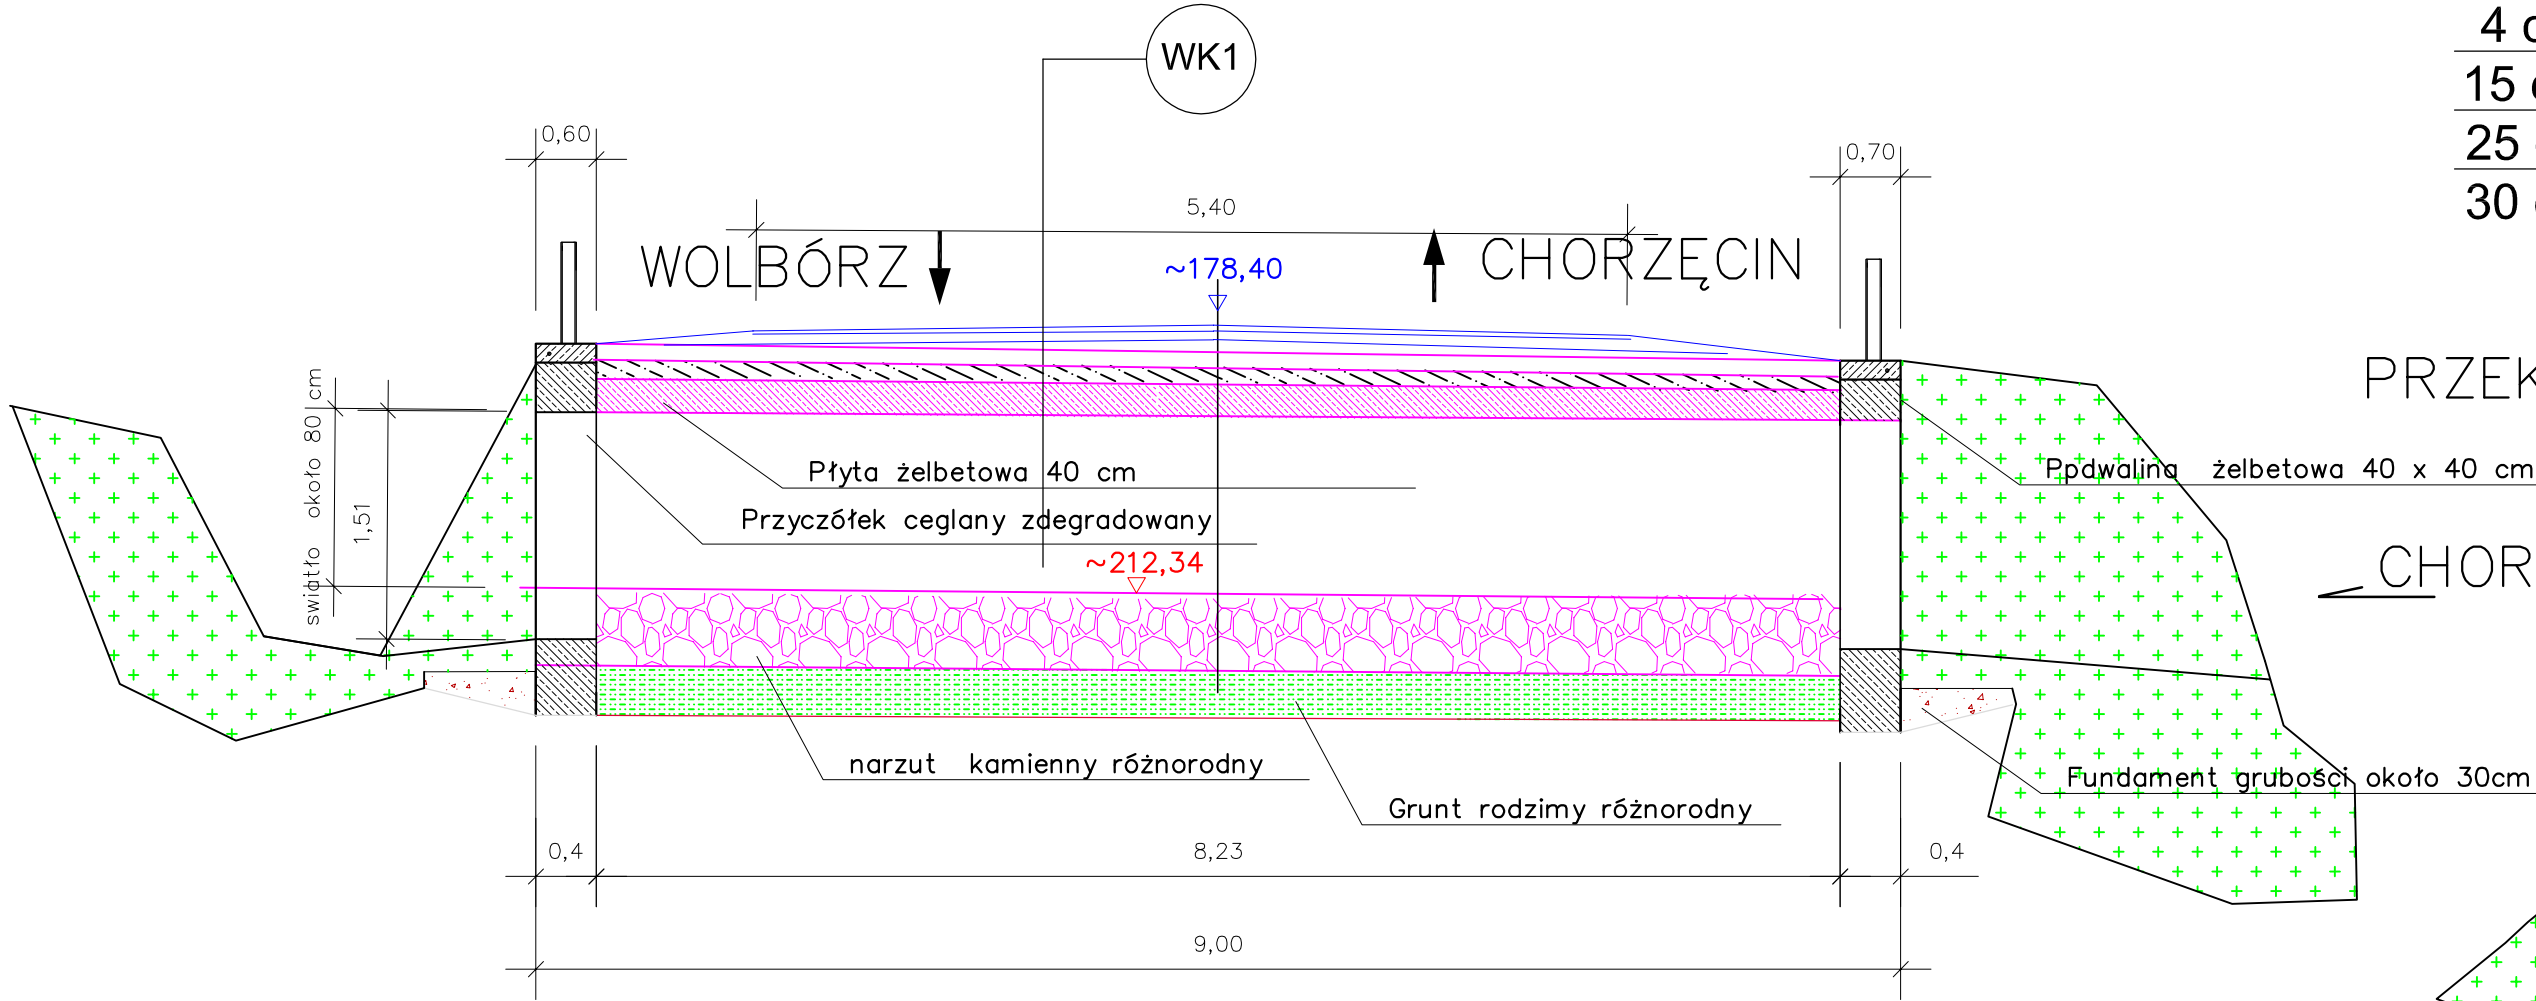 WK1
4
15
25
30
0,60
0,70
5,40
WOLBÓRZ
CHORZĘCIN
~178,40
PRZEK
swiatło około 80 cm
1,51
Płyta żelbetowa 40 cm
Ppdwalina żelbetowa 40 x 40 cm
Przyczółek ceglany zdegradowany
~212,34
CHOR
narzut kamienny różnorodny
Fundament grubości około 30cm
Grunt rodzimy różnorodny
0,4
8,23
0,4
9,00